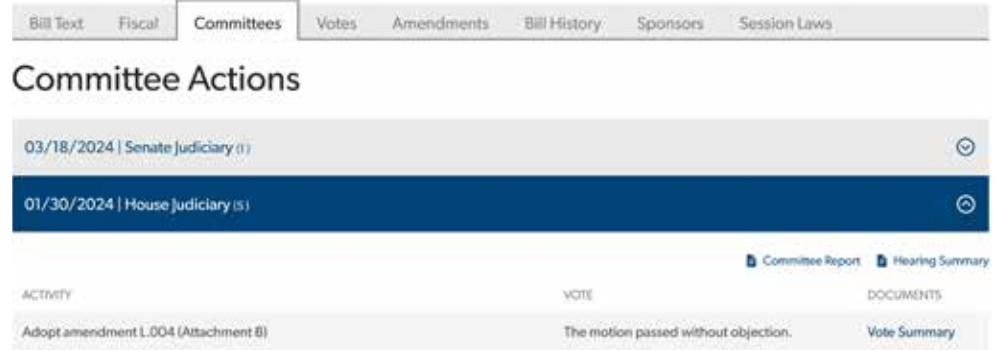 Bill Text Fiscal Committees Votes Amendments Bill History Sponsors Session Laws
Committee Actions
03/18/2024 | Senate Judiciary (1)
01/30/2024 | House Judiciary (5)
Committee Report Hearing Summary
ACTIVITY VOTE DOCUMENTS
Adopt amendment L.004 (Attachment B) The motion passed without objection. Vote Summary